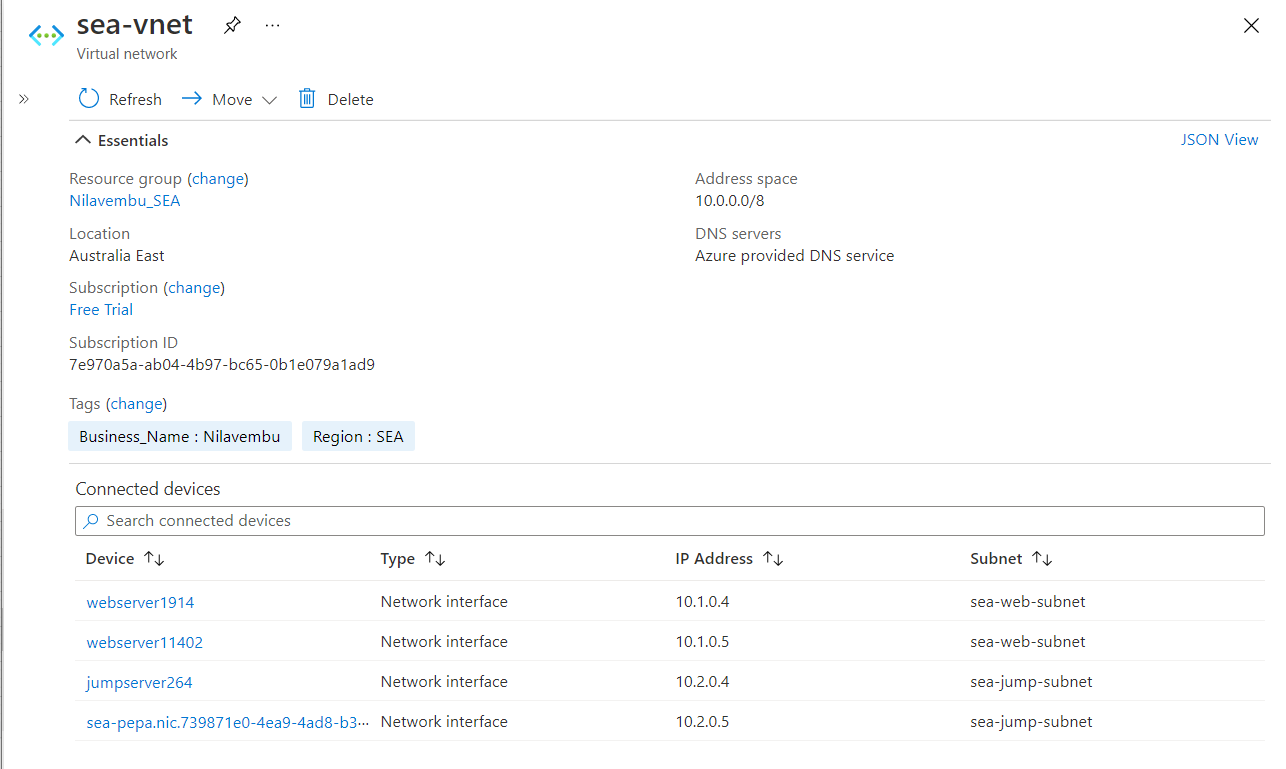 sea-vnet ...
Virtual network
» Refresh Move Delete
Essentials JSON View
Resource group (change) Address space
Nilavembu_SEA 10.0.0.0/8
Location DNS servers
Australia East Azure provided DNS service
Subscription (change)
Free Trial
Subscription ID
7e970a5a-ab04-4b97-bc65-0b1e079a1ad9
Tags (change)
Business_Name : Nilavembu Region : SEA
Connected devices
Search connected devices
Device ↑↓ Type ↑↓ IP Address ↑↓ Subnet ↑↓
webserver1914 Network interface 10.1.0.4 sea-web-subnet
webserver11402 Network interface 10.1.0.5 sea-web-subnet
jumpserver264 Network interface 10.2.0.4 sea-jump-subnet
sea-pepa.nic.739871e0-4ea9-4ad8-b3... Network interface 10.2.0.5 sea-jump-subnet